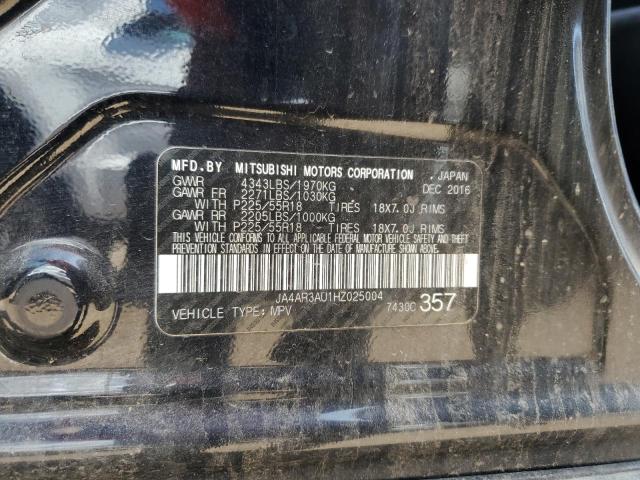 MFD.BY MITSUBISHI MOTORS CORPORATION , JAPAN
GVWR 4343LBS/1970KG DEC 2016
GAWR FR 2271LBS/1030KG
WITH P225/55R18 TIRES 18X7.0J RIMS
GAWR RR 2205LBS/1000KG
WITH P225/55R18 TIRES 18X7.0J RIMS
THIS VEHICLE CONFORMS TO ALL APPLICABLE FEDERAL MOTOR VEHICLE SAFETY
AND THEFT PREVENTION STANDARDS IN EFFECT ON THE DATE OF MANUFACTURE SHOWN ABOVE.
JA4AR3AU1HZ025004
VEHICLE TYPE: MPV 7430C 357